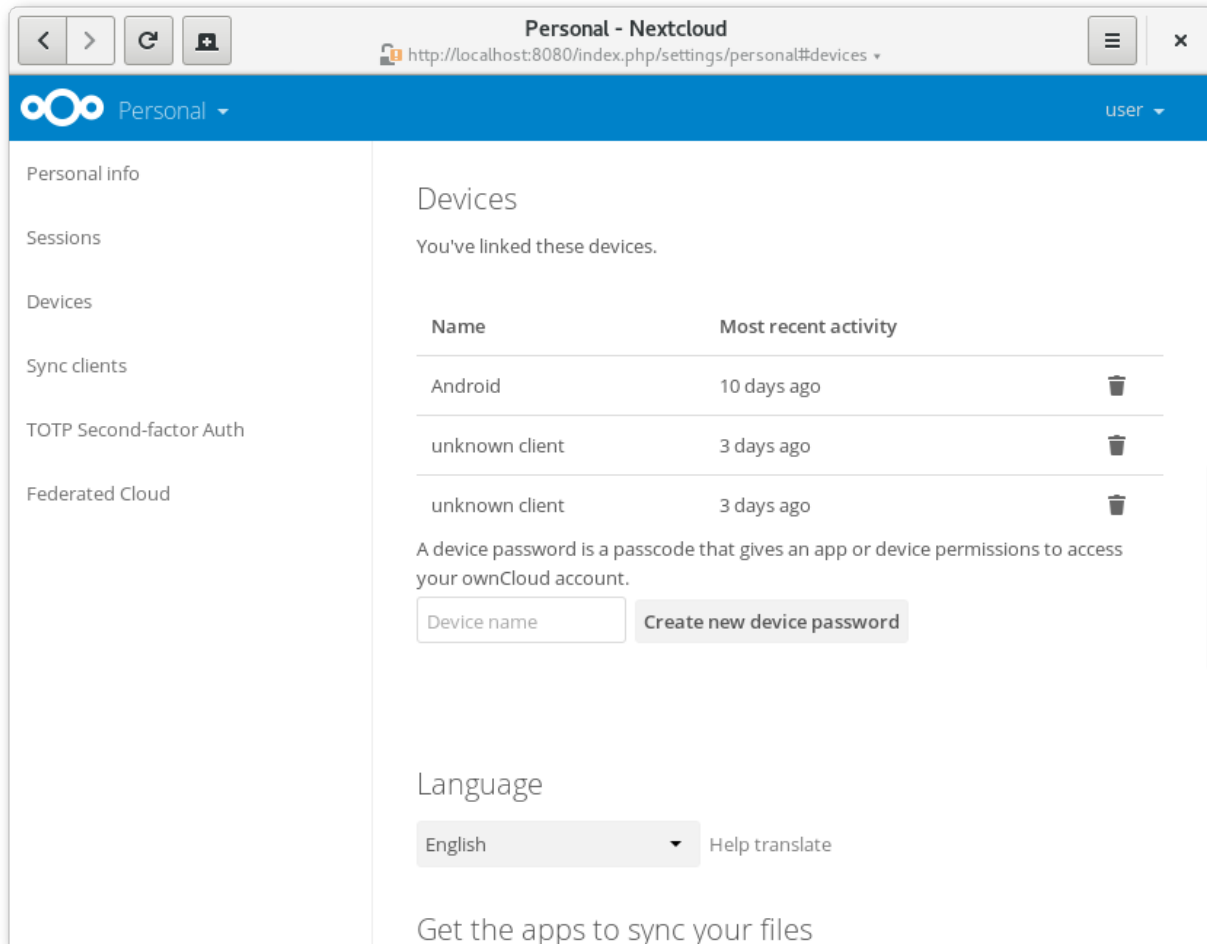 Personal - Nextcloud
http://localhost:8080/index.php/settings/personal#devices
Personal
user
Personal info
Sessions
Devices
Sync clients
TOTP Second-factor Auth
Federated Cloud
Devices
You've linked these devices.
Name Most recent activity
Android 10 days ago
unknown client 3 days ago
unknown client 3 days ago
A device password is a passcode that gives an app or device permissions to access
your ownCloud account.
Device name Create new device password
Language
English Help translate
Get the apps to sync your files